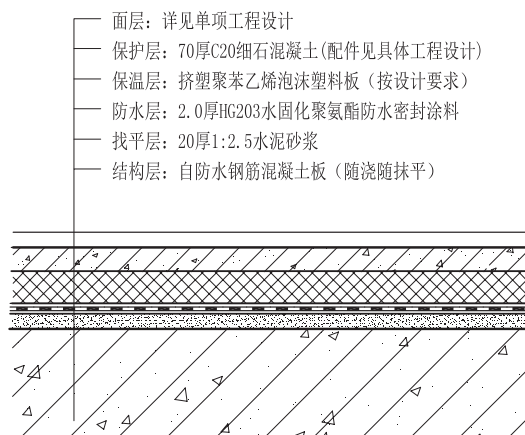 面层：详见单项工程设计
保护层：70厚C20细石混凝土(配件见具体工程设计)
保温层：挤塑聚苯乙烯泡沫塑料板（按设计要求）
防水层：2.0厚HG203水固化聚氨酯防水密封涂料
找平层：20厚1:2.5水泥砂浆
结构层：自防水钢筋混凝土板（随浇随抹平）